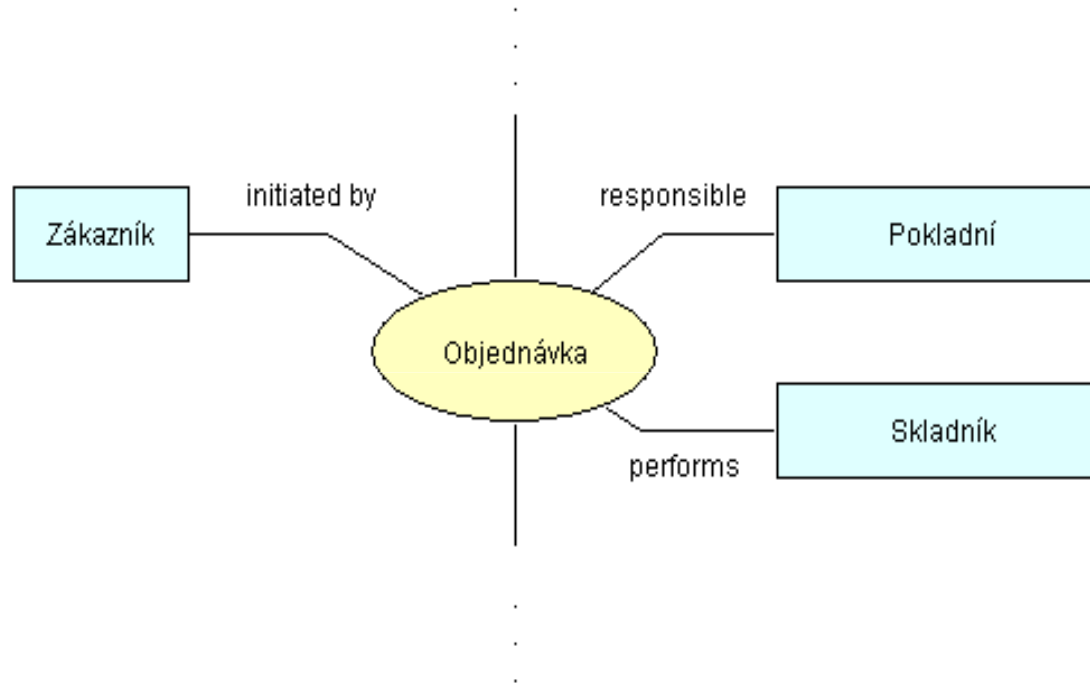 initiated by
responsible
Zákazník
Pokladní
Objednávka
Skladník
performs